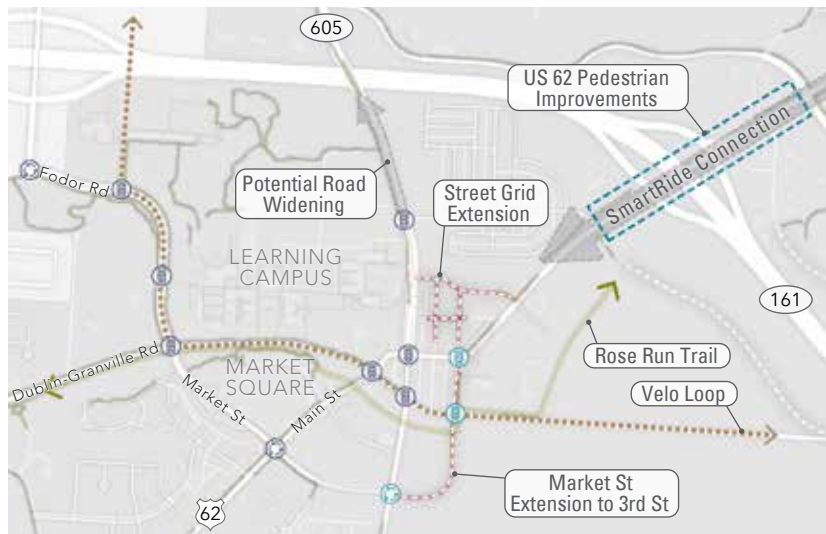 605
US 62 Pedestrian
Improvements
SmartRide Connection
Fodor Rd
Potential Road
Widening
Street Grid
Extension
LEARNING
CAMPUS
161
Rose Run Trail
Dublin-Granville Rd
MARKET
SQUARE
Market St
Main St
Velo Loop
Market St
Extension to 3rd St
62